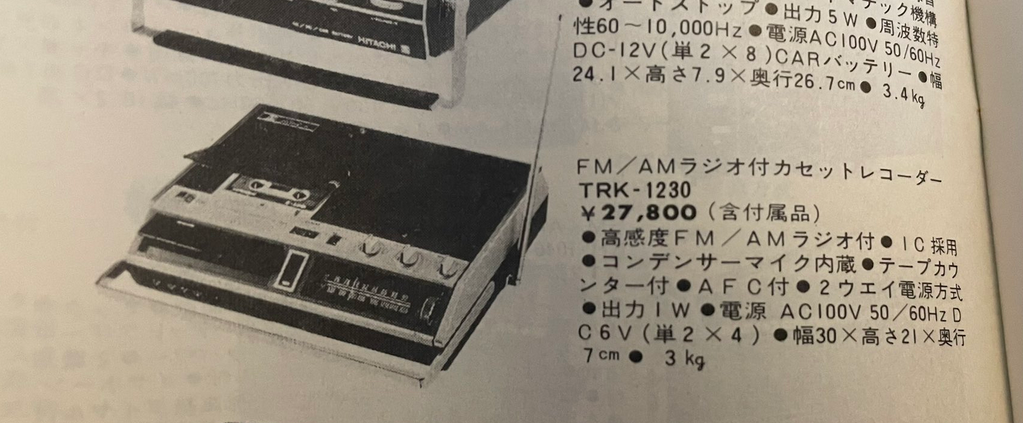 HITACHI
テック機構
●オートストップ●出力5W●周波数特
性60～10,000Hz●電源AC100V 50/60Hz
DC-12V(単2×8)CARバッテリー●幅
24.1×高さ7.9×奥行26.7cm● 3.4kg
FM/AMラジオ付カセットレコーダー
TRK-1230
¥27,800(含付属品)
●高感度FM/AMラジオ付●IC採用
●コンデンサーマイク内蔵●テープカウ
ンター付●AFC付●2ウエイ電源方式
●出力1W●電源 AC100V 50/60Hz D
C6V(単2×4) ●幅30×高さ21×奥行
7cm● 3kg